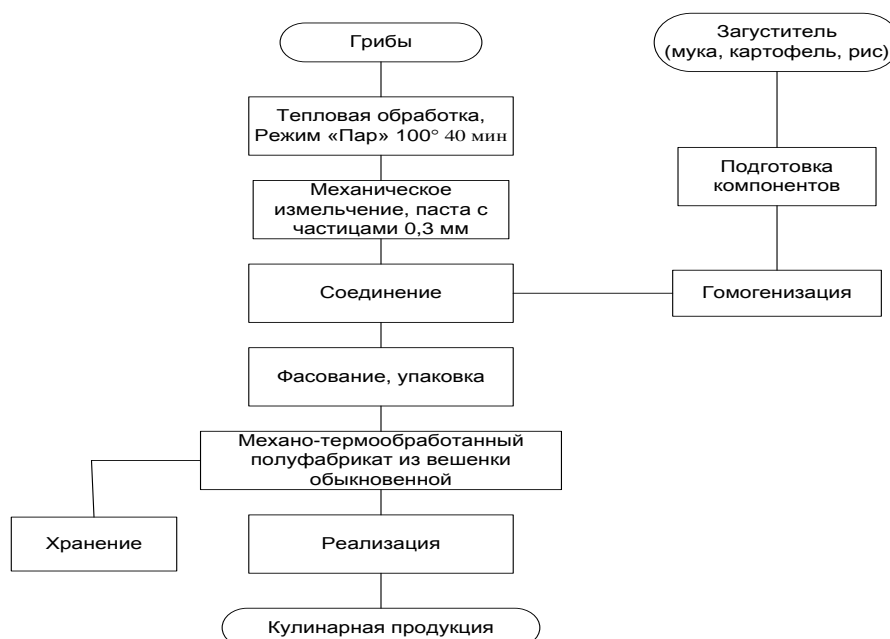 Грибы
Загуститель
(мука, картофель, рис)
Тепловая обработка,
Режим «Пар» 100° 40 мин
Подготовка
компонентов
Механическое
измельчение, паста с
частицами 0,3 мм
Соединение
Гомогенизация
Фасование, упаковка
Механо-термообработанный
полуфабрикат из вешенки
обыкновенной
Хранение
Реализация
Кулинарная продукция